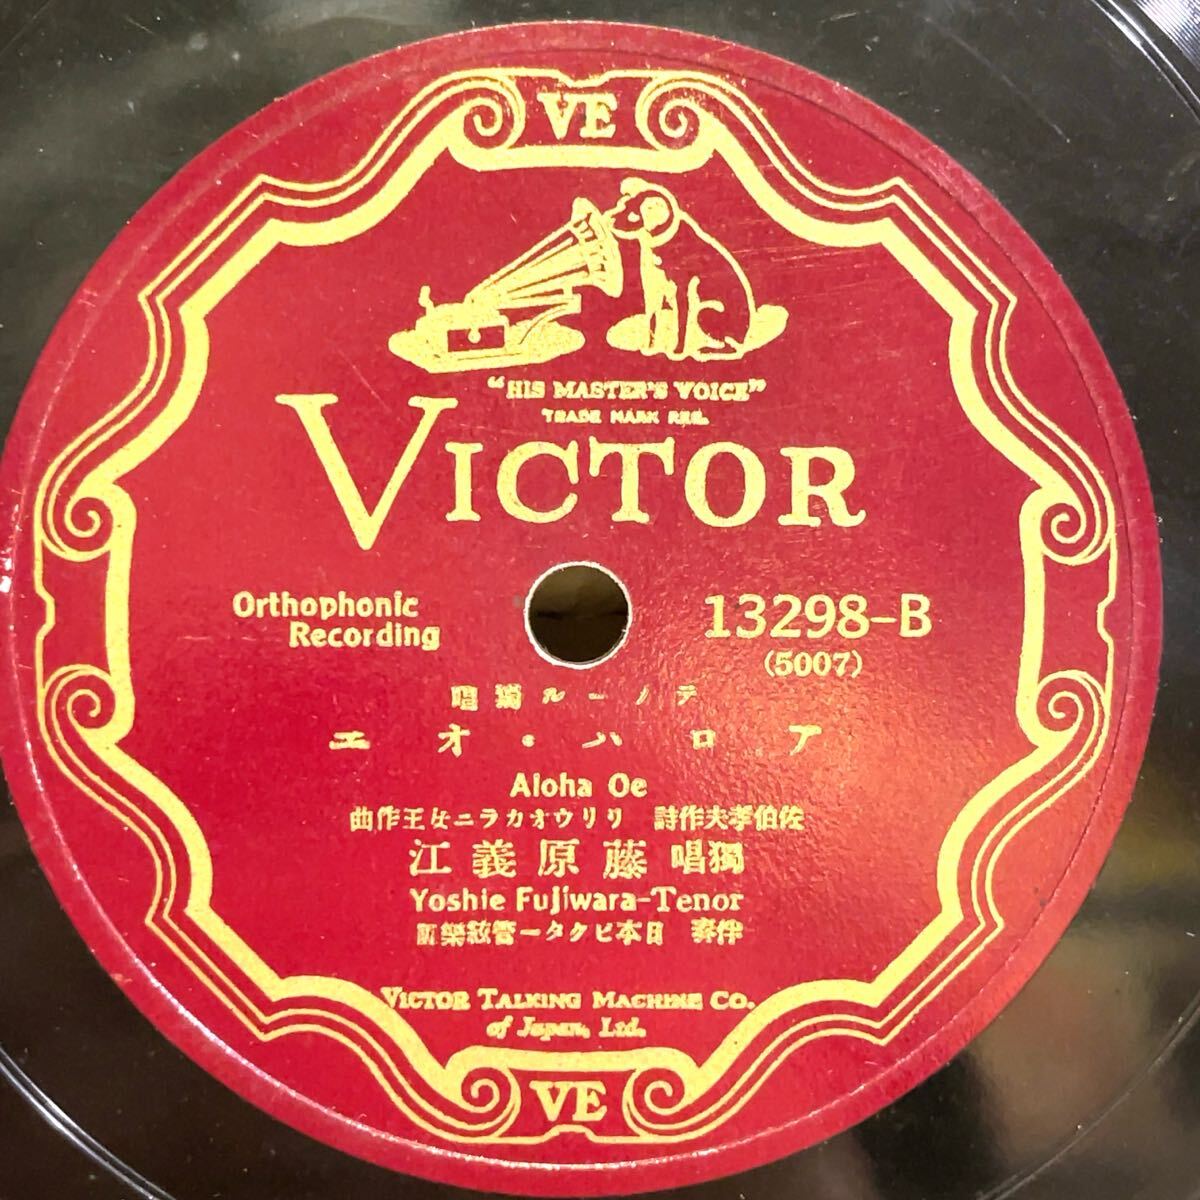 VE
"HIS MASTER'S VOICE"
TRADE MARK REG.
VICTOR
Orthophonic
Recording
13298-B
(5007)
テノール獨唱
アロハ・オエ
Aloha Oe
佐伯孝夫作詩 リリウオカラニ女王作曲
獨唱 藤原義江
Yoshie Fujiwara-Tenor
伴奏 日本ビクター管絃樂團
VICTOR TALKING MACHINE CO.
of Japan, Ltd.
VE